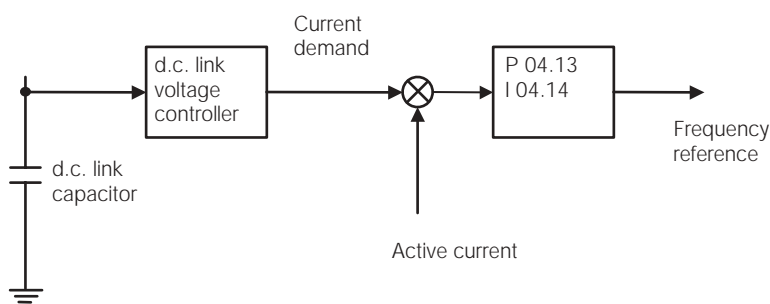 Current
demand
d.c. link
voltage
controller
P 04.13
I 04.14
Frequency
reference
d.c. link
capacitor
Active current